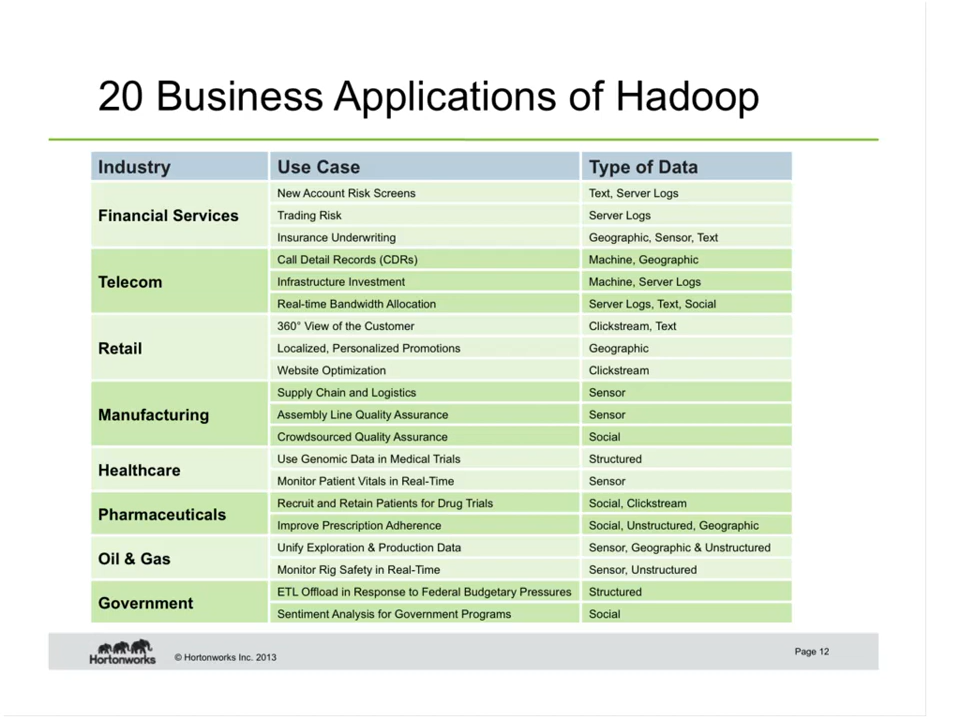 20 Business Applications of Hadoop
Industry Use Case Type of Data
Financial Services
New Account Risk Screens Text, Server Logs
Trading Risk Server Logs
Insurance Underwriting Geographic, Sensor, Text
Telecom
Call Detail Records (CDRs) Machine, Geographic
Infrastructure Investment Machine, Server Logs
Real-time Bandwidth Allocation Server Logs, Text, Social
Retail
360° View of the Customer Clickstream, Text
Localized, Personalized Promotions Geographic
Website Optimization Clickstream
Manufacturing
Supply Chain and Logistics Sensor
Assembly Line Quality Assurance Sensor
Crowdsourced Quality Assurance Social
Healthcare
Use Genomic Data in Medical Trials Structured
Monitor Patient Vitals in Real-Time Sensor
Pharmaceuticals
Recruit and Retain Patients for Drug Trials Social, Clickstream
Improve Prescription Adherence Social, Unstructured, Geographic
Oil & Gas
Unify Exploration & Production Data Sensor, Geographic & Unstructured
Monitor Rig Safety in Real-Time Sensor, Unstructured
Government
ETL Offload in Response to Federal Budgetary Pressures Structured
Sentiment Analysis for Government Programs Social
Hortonworks
© Hortonworks Inc. 2013
Page 12